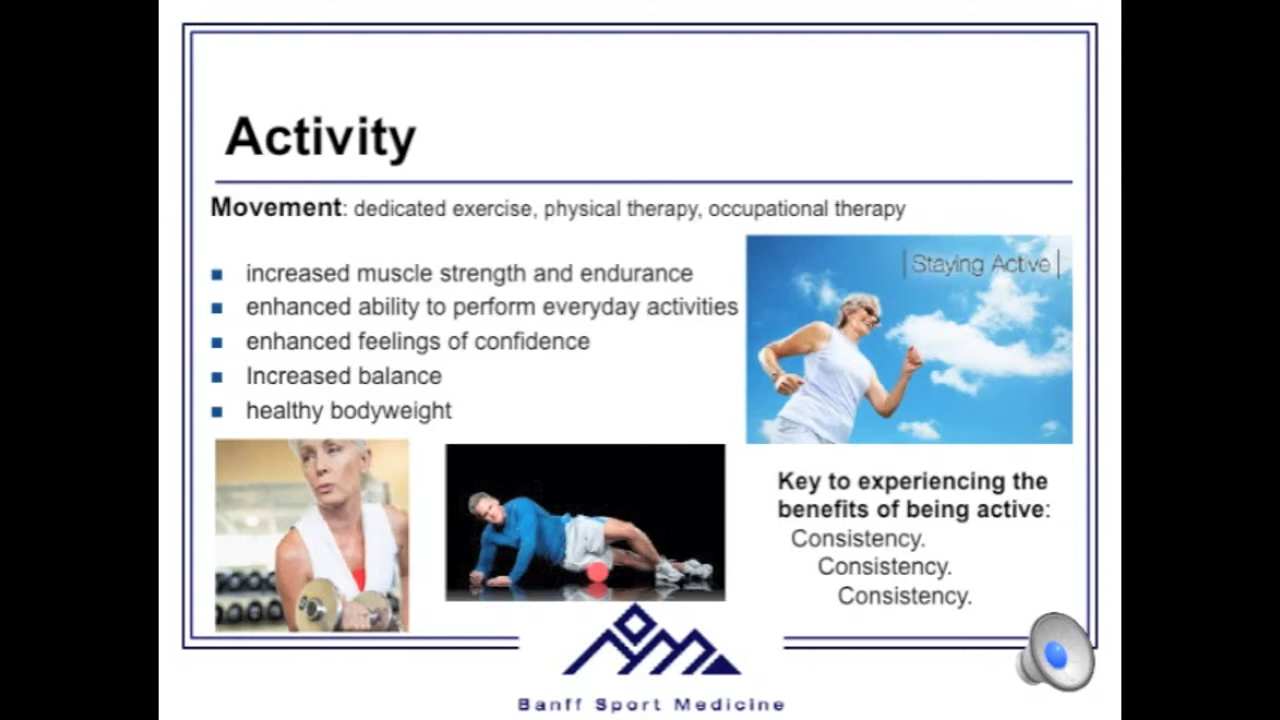 Activity
Movement: dedicated exercise, physical therapy, occupational therapy
increased muscle strength and endurance
enhanced ability to perform everyday activities
enhanced feelings of confidence
Increased balance
healthy bodyweight
|Staying Active|
Key to experiencing the
benefits of being active:
Consistency.
Consistency.
Consistency.
Banff Sport Medicine